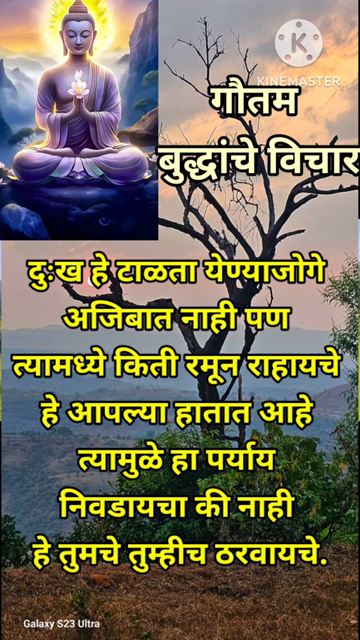 KINEMASTER
गौतम
बुद्धांचे विचार
दुःख हे टाळता येण्याजोगे
अजिबात नाही पण
त्यामध्ये किती रमून राहायचे
हे आपल्या हातात आहे
त्यामुळे हा पर्याय
निवडायचा की नाही
हे तुमचे तुम्हीच ठरवायचे.
Galaxy S23 Ultra